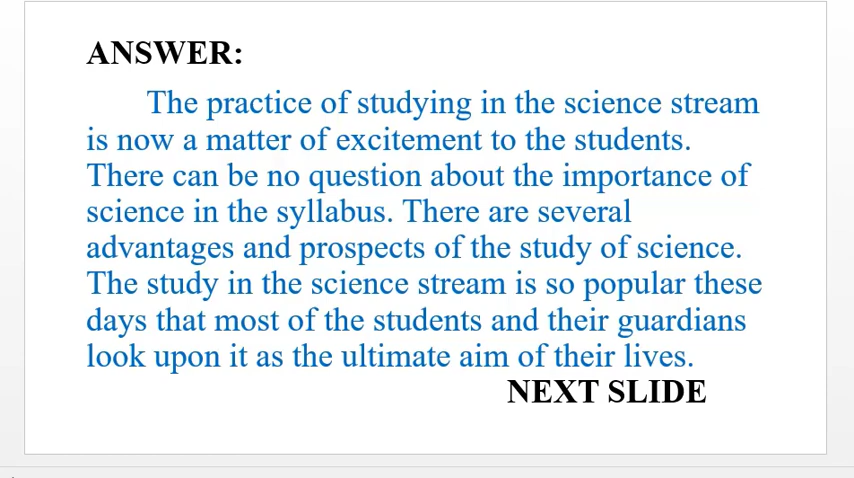 ANSWER:
The practice of studying in the science stream
is now a matter of excitement to the students.
There can be no question about the importance of
science in the syllabus. There are several
advantages and prospects of the study of science.
The study in the science stream is so popular these
days that most of the students and their guardians
look upon it as the ultimate aim of their lives.
NEXT SLIDE